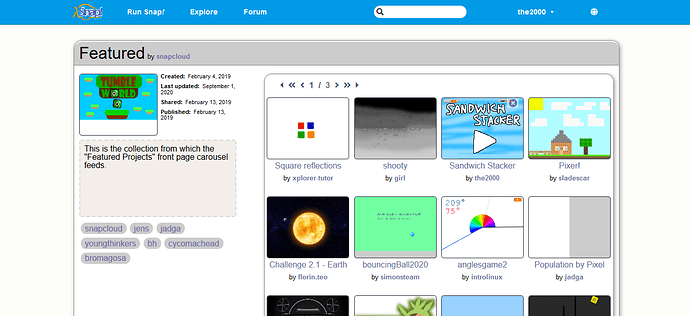 Snap!
Run Snap!
Explore
Forum
the2000
Featured by snapcloud
TUMBLE
WORLD
Created: February 4, 2019
Last updated: September 1,
2020
Shared: February 13, 2019
Published: February 13,
2019
This is the collection from which the
"Featured Projects" front page carousel
feeds.
snapcloud jens jadga
youngthinkers bh cycomachead
bromagosa
1 / 3
Square reflections
by xplorer-tutor
shooty
by girl
SANDWICH
STACKER
Sandwich Stacker
by the2000
Pixer!
by sladescar
Challenge 2.1 - Earth
by florin.teo
bouncingBall2020
by simonsteam
209°
75°
anglesgame2
by introlinux
Population by Pixel
by jadga